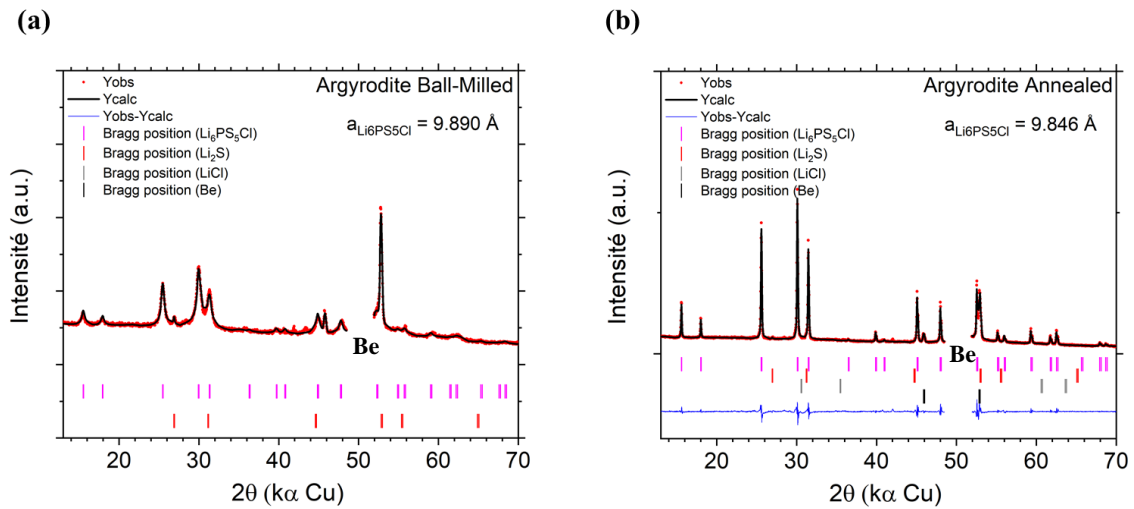 (a)
Yobs
Ycalc
Yobs-Ycalc
Bragg position (Li6PS5Cl)
Bragg position (Li2S)
Bragg position (LiCl)
Bragg position (Be)
Argyrodite Ball-Milled
aLi6PS5Cl = 9.890 Å
Intensité (a.u.)
Be
20 30 40 50 60 70
2θ (kα Cu)
(b)
Yobs
Ycalc
Yobs-Ycalc
Bragg position (Li6PS5Cl)
Bragg position (Li2S)
Bragg position (LiCl)
Bragg position (Be)
Argyrodite Annealed
aLi6PS5Cl = 9.846 Å
Intensité (a.u.)
Be
20 30 40 50 60 70
2θ (kα Cu)